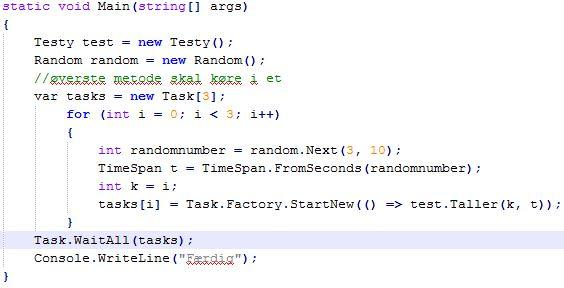 static void Main(string[] args)
{
    Testy test = new Testy();
    Random random = new Random();
    //øverste metode skal køre i et
    var tasks = new Task[3];
        for (int i = 0; i < 3; i++)
        {
            int randomnumber = random.Next(3, 10);
            TimeSpan t = TimeSpan.FromSeconds(randomnumber);
            int k = i;
            tasks[i] = Task.Factory.StartNew(() => test.Taller(k, t));
        }
    Task.WaitAll(tasks);
    Console.WriteLine("Færdig");
}